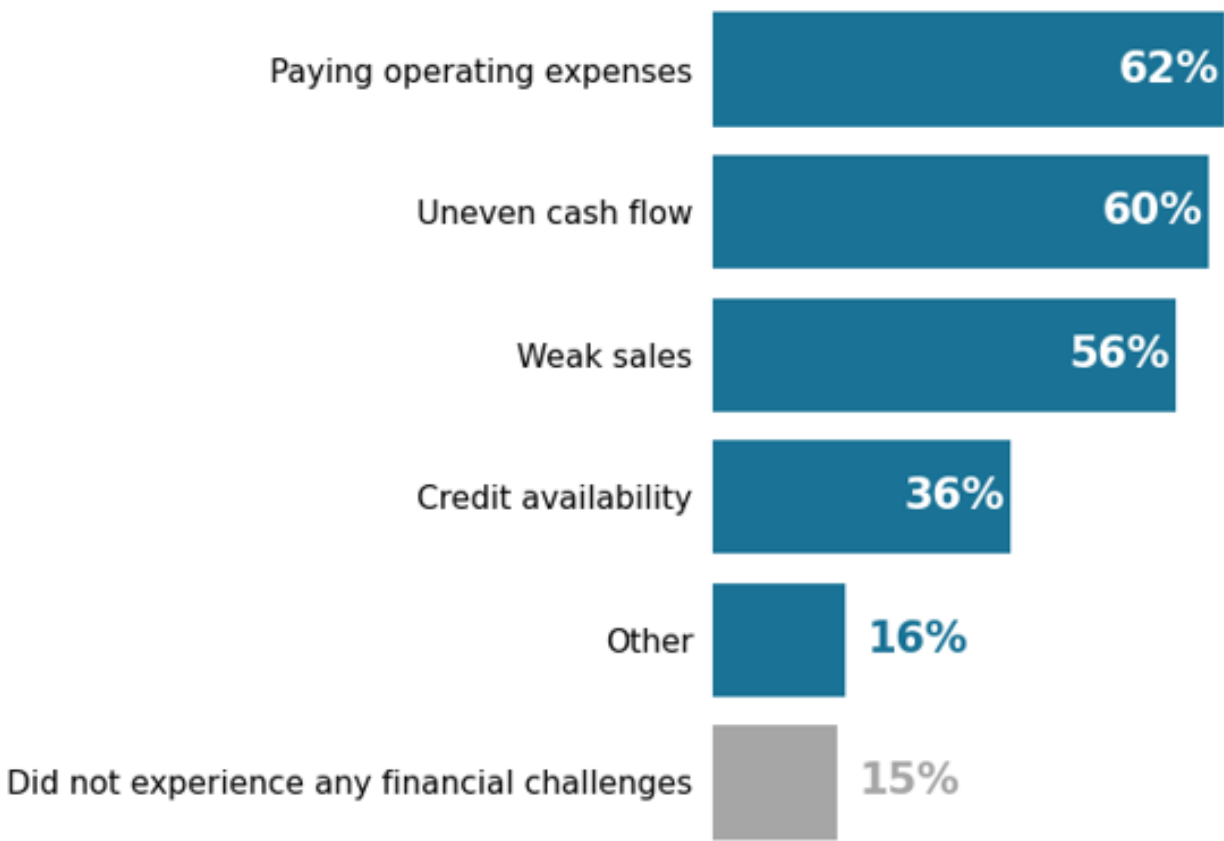 Paying operating expenses 62%
Uneven cash flow 60%
Weak sales 56%
Credit availability 36%
Other 16%
Did not experience any financial challenges 15%